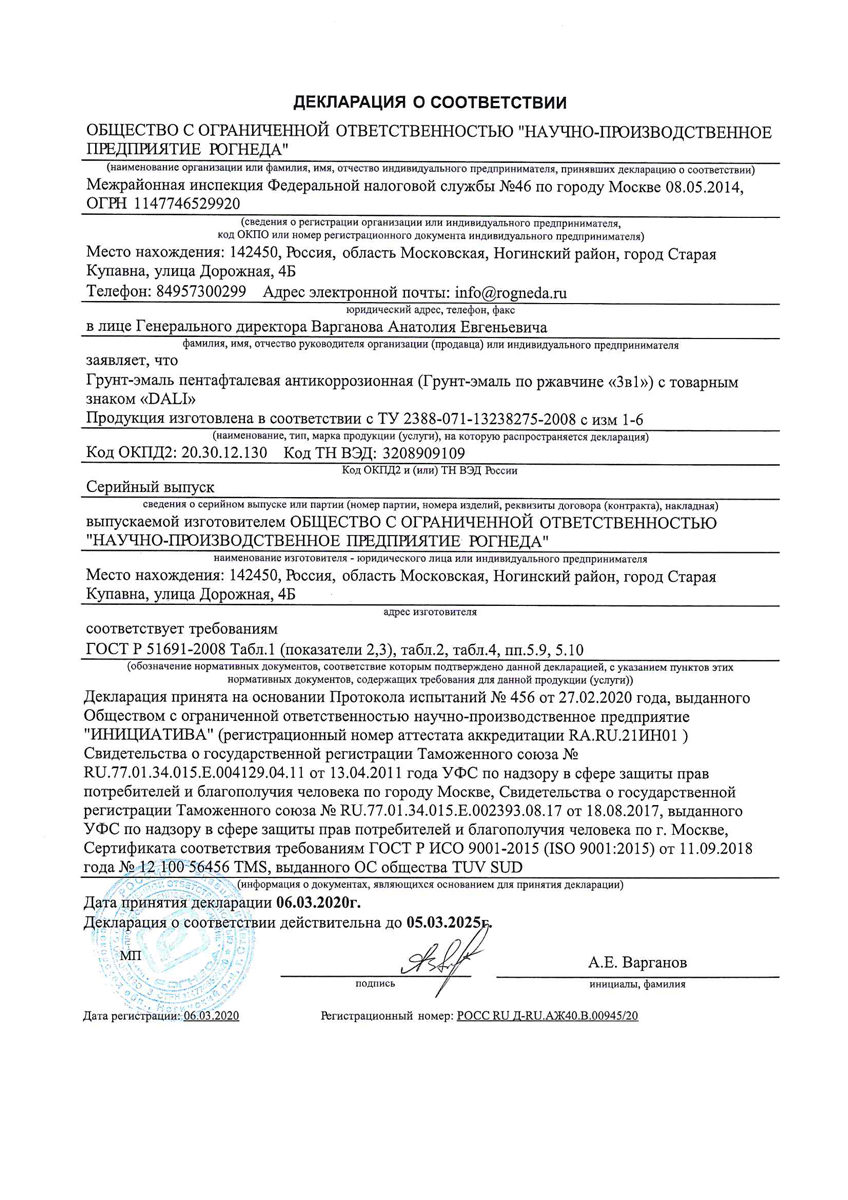 ДЕКЛАРАЦИЯ О СООТВЕТСТВИИ
ОБЩЕСТВО С ОГРАНИЧЕННОЙ ОТВЕТСТВЕННОСТЬЮ "НАУЧНО-ПРОИЗВОДСТВЕННОЕ
ПРЕДПРИЯТИЕ РОГНЕДА"
(наименование организации или фамилия, имя, отчество индивидуального предпринимателя, принявших декларацию о соответствии)
Межрайонная инспекция Федеральной налоговой службы №46 по городу Москве 08.05.2014,
ОГРН 1147746529920
(сведения о регистрации организации или индивидуального предпринимателя,
код ОКПО или номер регистрационного документа индивидуального предпринимателя)
Место нахождения: 142450, Россия, область Московская, Ногинский район, город Старая
Купавна, улица Дорожная, 4Б
Телефон: 84957300299 Адрес электронной почты: info@rogneda.ru
юридический адрес, телефон, факс
в лице Генерального директора Варганова Анатолия Евгеньевича
фамилия, имя, отчество руководителя организации (продавца) или индивидуального предпринимателя
заявляет, что
Грунт-эмаль пентафталевая антикоррозионная (Грунт-эмаль по ржавчине «3в1») с товарным
знаком «DALI»
Продукция изготовлена в соответствии с ТУ 2388-071-13238275-2008 с изм 1-6
(наименование, тип, марка продукции (услуги), на которую распространяется декларация)
Код ОКПД2: 20.30.12.130 Код ТН ВЭД: 3208909109
Код ОКПД2 и (или) ТН ВЭД России
Серийный выпуск
сведения о серийном выпуске или партии (номер партии, номера изделий, реквизиты договора (контракта), накладная)
выпускаемой изготовителем ОБЩЕСТВО С ОГРАНИЧЕННОЙ ОТВЕТСТВЕННОСТЬЮ
"НАУЧНО-ПРОИЗВОДСТВЕННОЕ ПРЕДПРИЯТИЕ РОГНЕДА"
наименование изготовителя - юридического лица или индивидуального предпринимателя
Место нахождения: 142450, Россия, область Московская, Ногинский район, город Старая
Купавна, улица Дорожная, 4Б
адрес изготовителя
соответствует требованиям
ГОСТ Р 51691-2008 Табл.1 (показатели 2,3), табл.2, табл.4, пп.5.9, 5.10
(обозначение нормативных документов, соответствие которым подтверждено данной декларацией, с указанием пунктов этих
нормативных документов, содержащих требования для данной продукции (услуги))
Декларация принята на основании Протокола испытаний № 456 от 27.02.2020 года, выданного
Обществом с ограниченной ответственностью научно-производственное предприятие
"ИНИЦИАТИВА" (регистрационный номер аттестата аккредитации RA.RU.21ИН01 )
Свидетельства о государственной регистрации Таможенного союза №
RU.77.01.34.015.Е.004129.04.11 от 13.04.2011 года УФС по надзору в сфере защиты прав
потребителей и благополучия человека по городу Москве, Свидетельства о государственной
регистрации Таможенного союза № RU.77.01.34.015.Е.002393.08.17 от 18.08.2017, выданного
УФС по надзору в сфере защиты прав потребителей и благополучия человека по г. Москве,
Сертификата соответствия требованиям ГОСТ Р ИСО 9001-2015 (ISO 9001:2015) от 11.09.2018
года № 12 100 56456 TMS, выданного ОС общества TUV SUD
(информация о документах, являющихся основанием для принятия декларации)
Дата принятия декларации 06.03.2020г.
Декларация о соответствии действительна до 05.03.2025г.
МП
А.Е. Варганов
подпись инициалы, фамилия
Дата регистрации: 06.03.2020 Регистрационный номер: РОСС RU Д-RU.АЖ40.В.00945/20